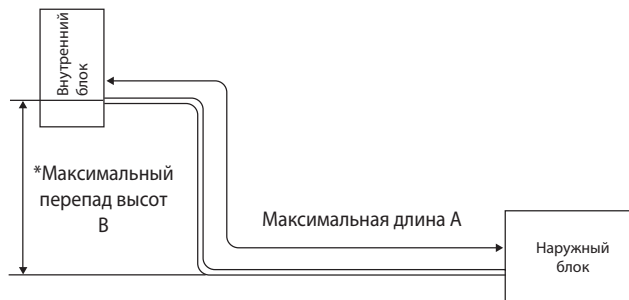 Внутренний
блок
*Максимальный
перепад высот
B
Максимальная длина A
Наружный
блок